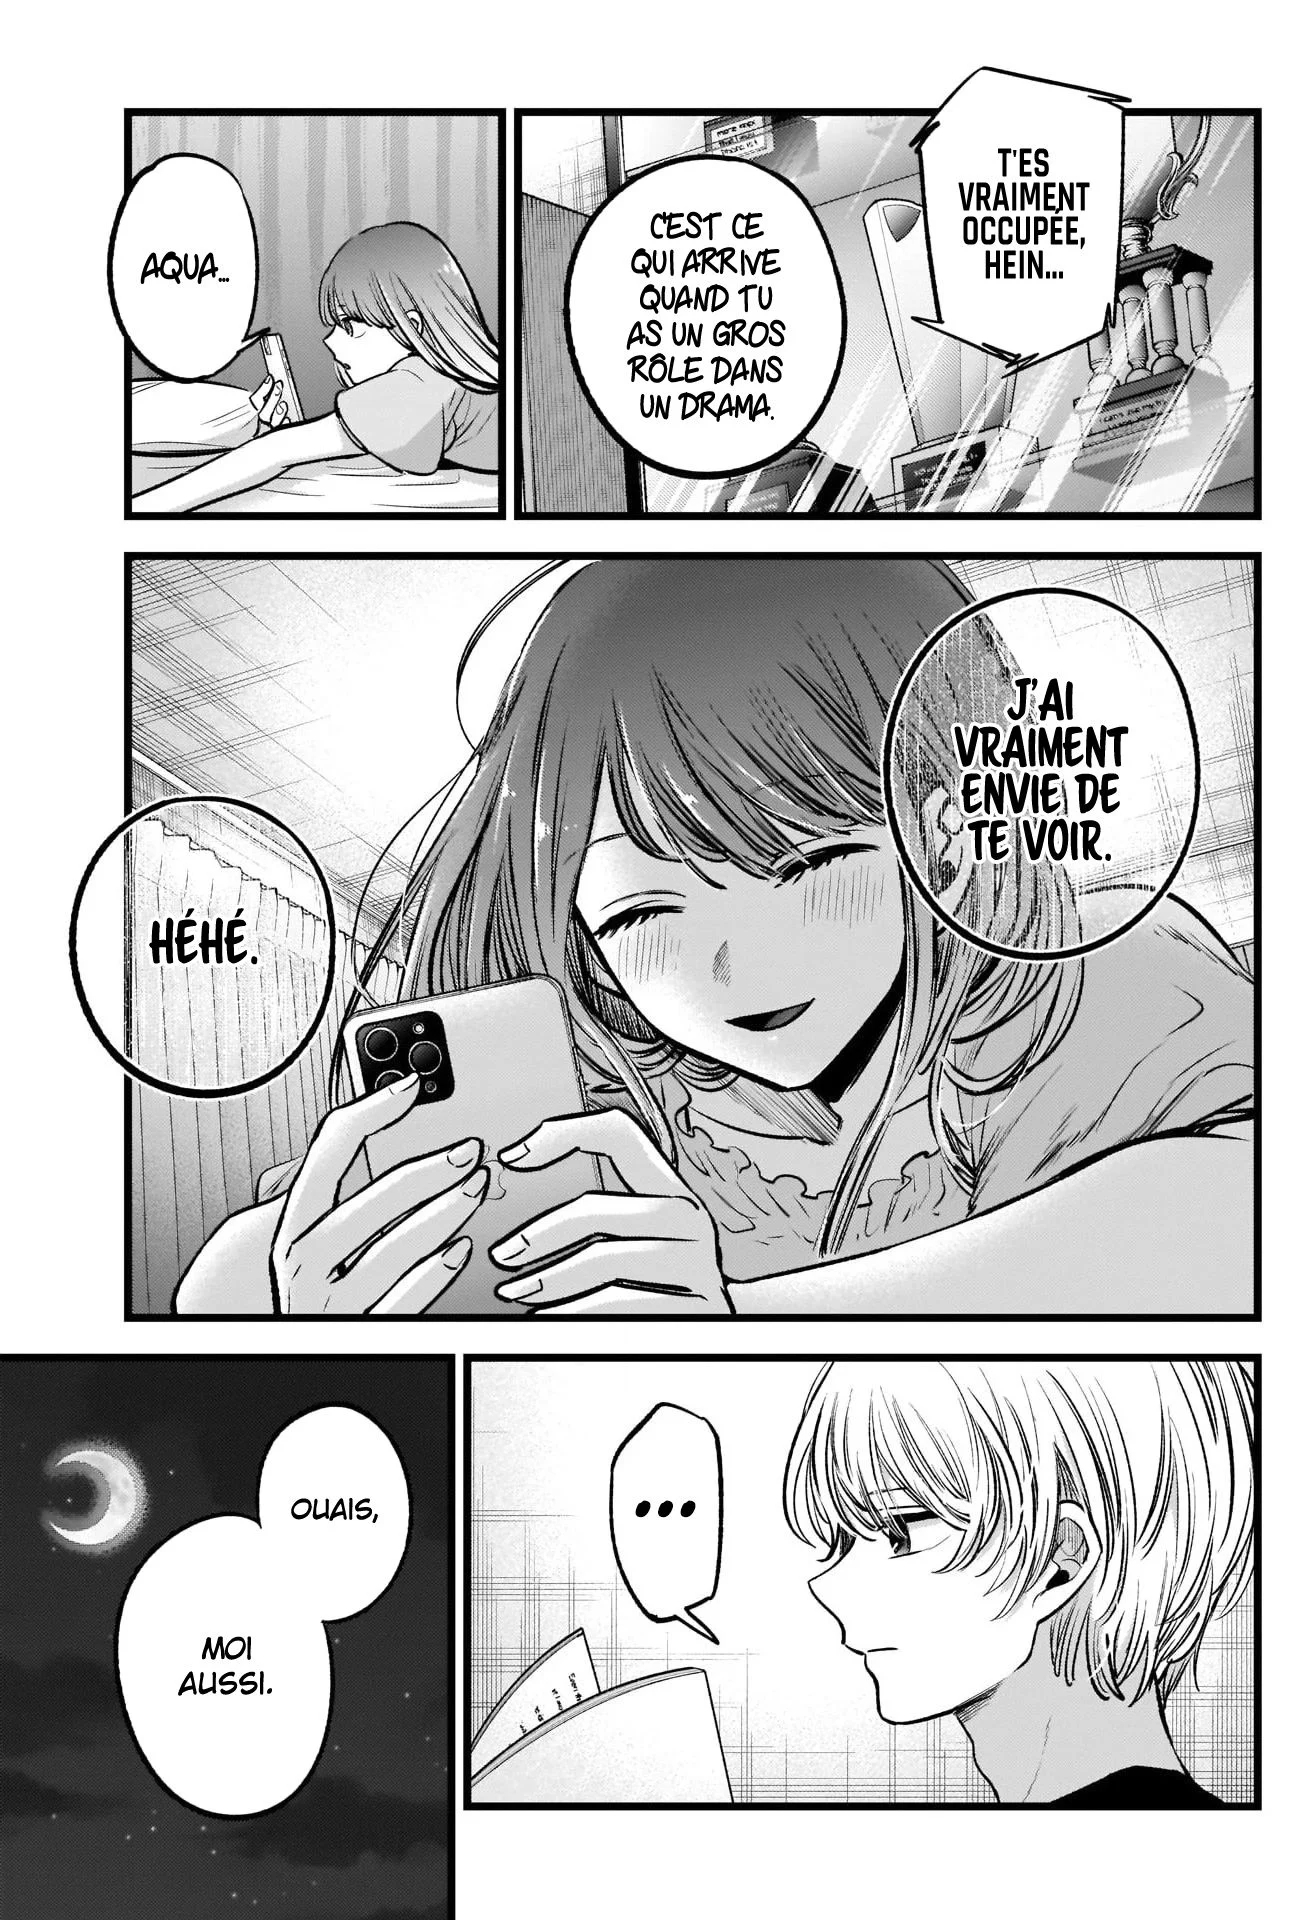 T'ES
VRAIMENT
OCCUPÉE,
HEIN...
C'EST CE
QUI ARRIVE
QUAND TU
AS UN GROS
RÔLE DANS
UN DRAMA.
AQUA...
J'AI
VRAIMENT
ENVIE DE
TE VOIR.
HÉHÉ.
...
OUAIS,
MOI
AUSSI.